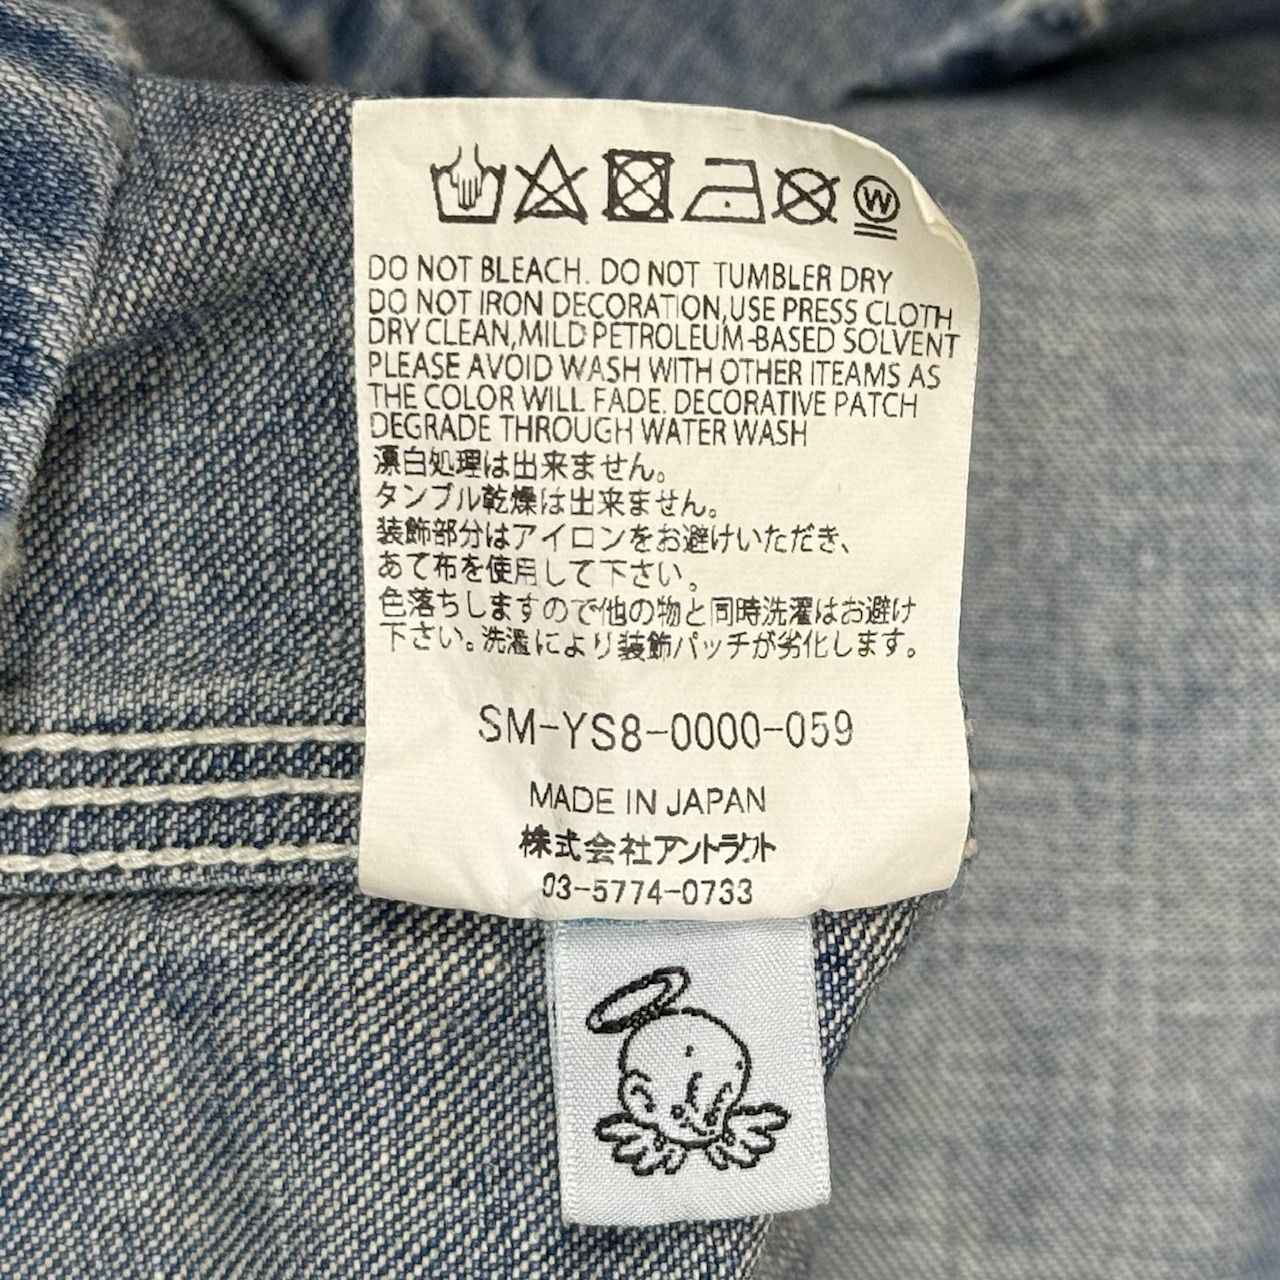 W
DO NOT BLEACH. DO NOT TUMBLER DRY
DO NOT IRON DECORATION,USE PRESS CLOTH
DRY CLEAN,MILD PETROLEUM-BASED SOLVENT
PLEASE AVOID WASH WITH OTHER ITEAMS AS
THE COLOR WILL FADE. DECORATIVE PATCH
DEGRADE THROUGH WATER WASH
漂白処理は出来ません。
タンブル乾燥は出来ません。
装飾部分はアイロンをお避けいただき、
あて布を使用して下さい。
色落ちしますので他の物と同時洗濯はお避け
下さい。洗濯により装飾パッチが劣化します。
SM-YS8-0000-059
MADE IN JAPAN
株式会社アントラクト
03-5774-0733